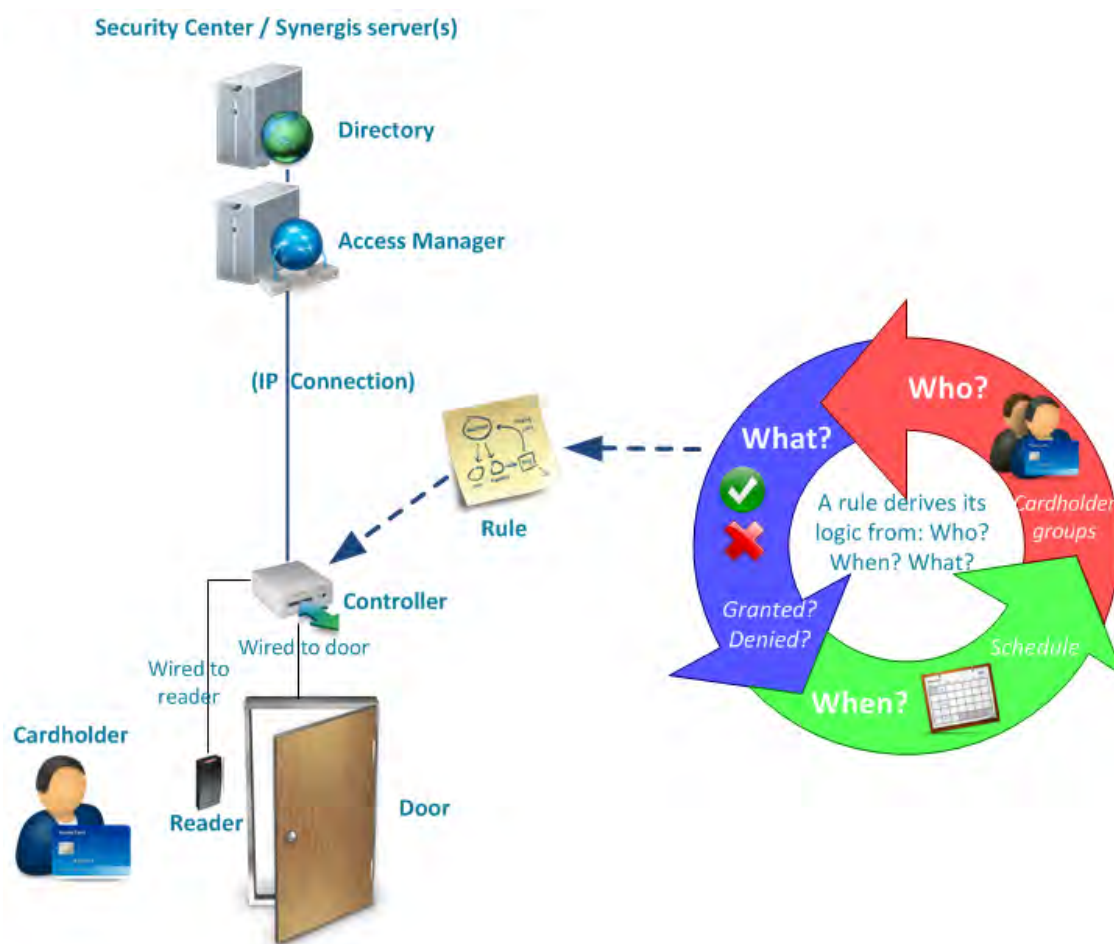 Security Center / Synergis server(s)
Directory
Access Manager
(IP Connection)
Rule
Controller
Wired to door
Wired to
reader
Cardholder
Reader
Door
Who?
What?
Cardholder
groups
A rule derives its
logic from: Who?
When? What?
Granted?
Denied?
Schedule
When?